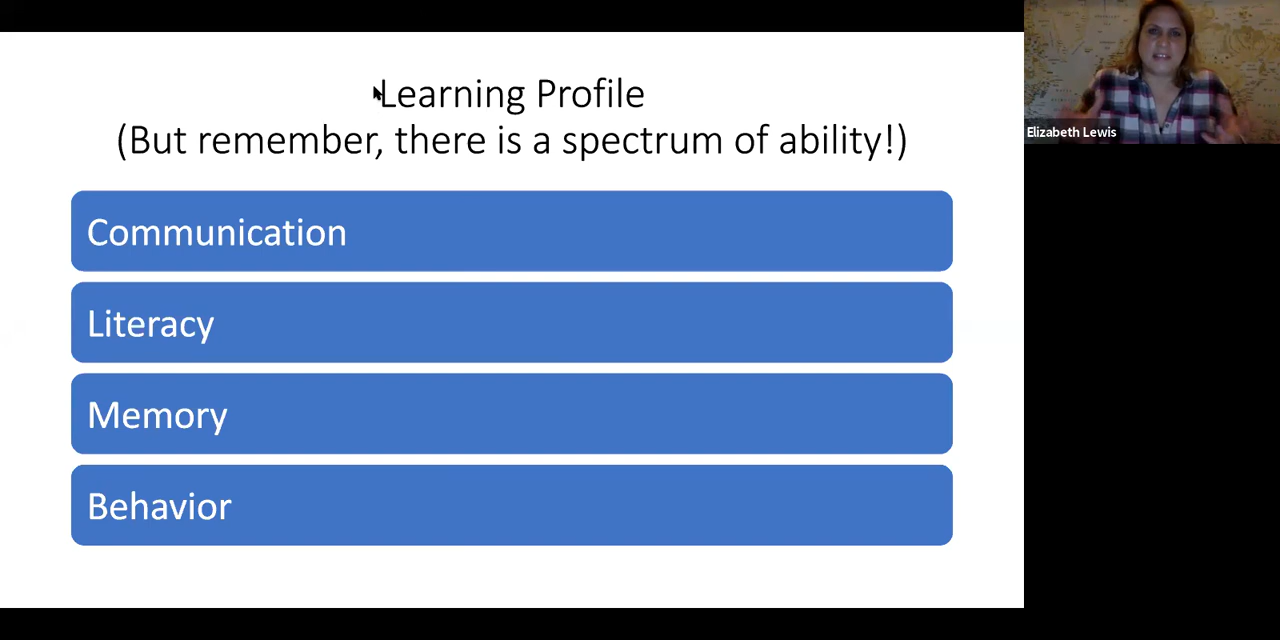 Learning Profile
(But remember, there is a spectrum of ability!)
Communication
Literacy
Memory
Behavior
Elizabeth Lewis